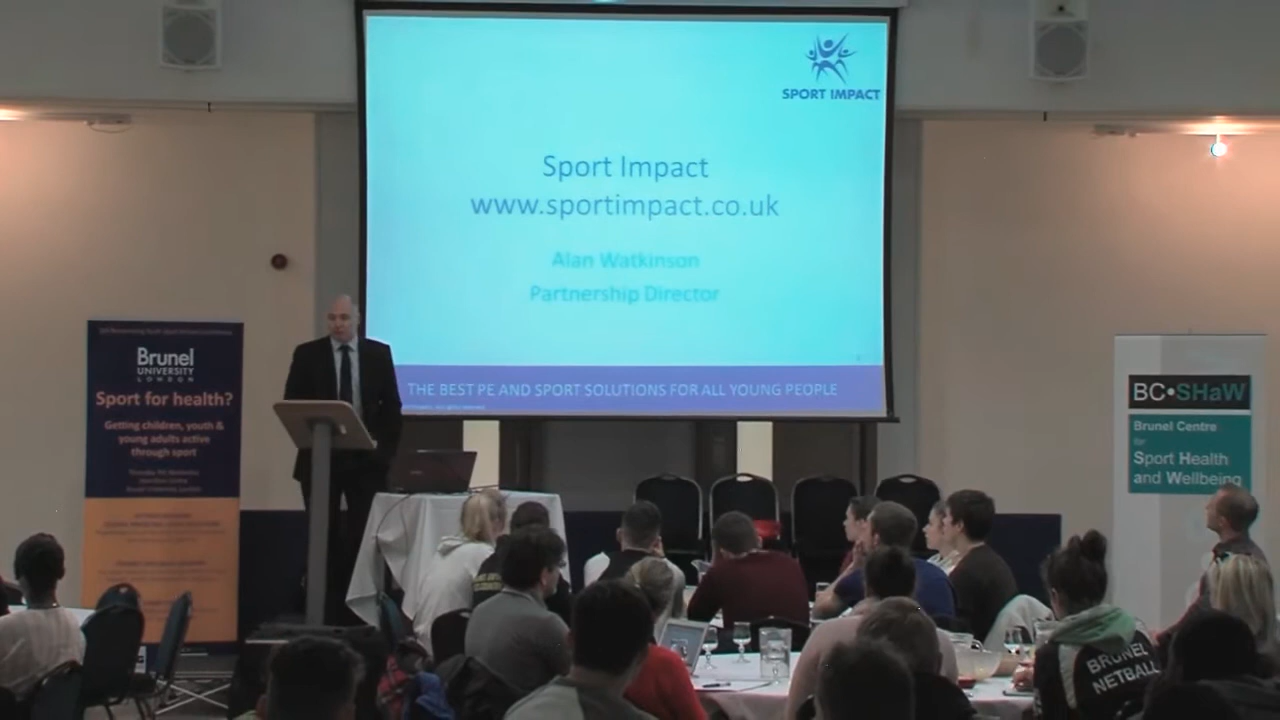 SPORT IMPACT
Sport Impact
www.sportimpact.co.uk
Alan Watkinson
Partnership Director
THE BEST PE AND SPORT SOLUTIONS FOR ALL YOUNG PEOPLE
Brunel
UNIVERSITY
LONDON
Sport for health?
Getting children, youth &
young adults active
through sport
BC•SHaW
Brunel Centre
for
Sport Health
and Wellbeing
BRUNEL
NETBALL